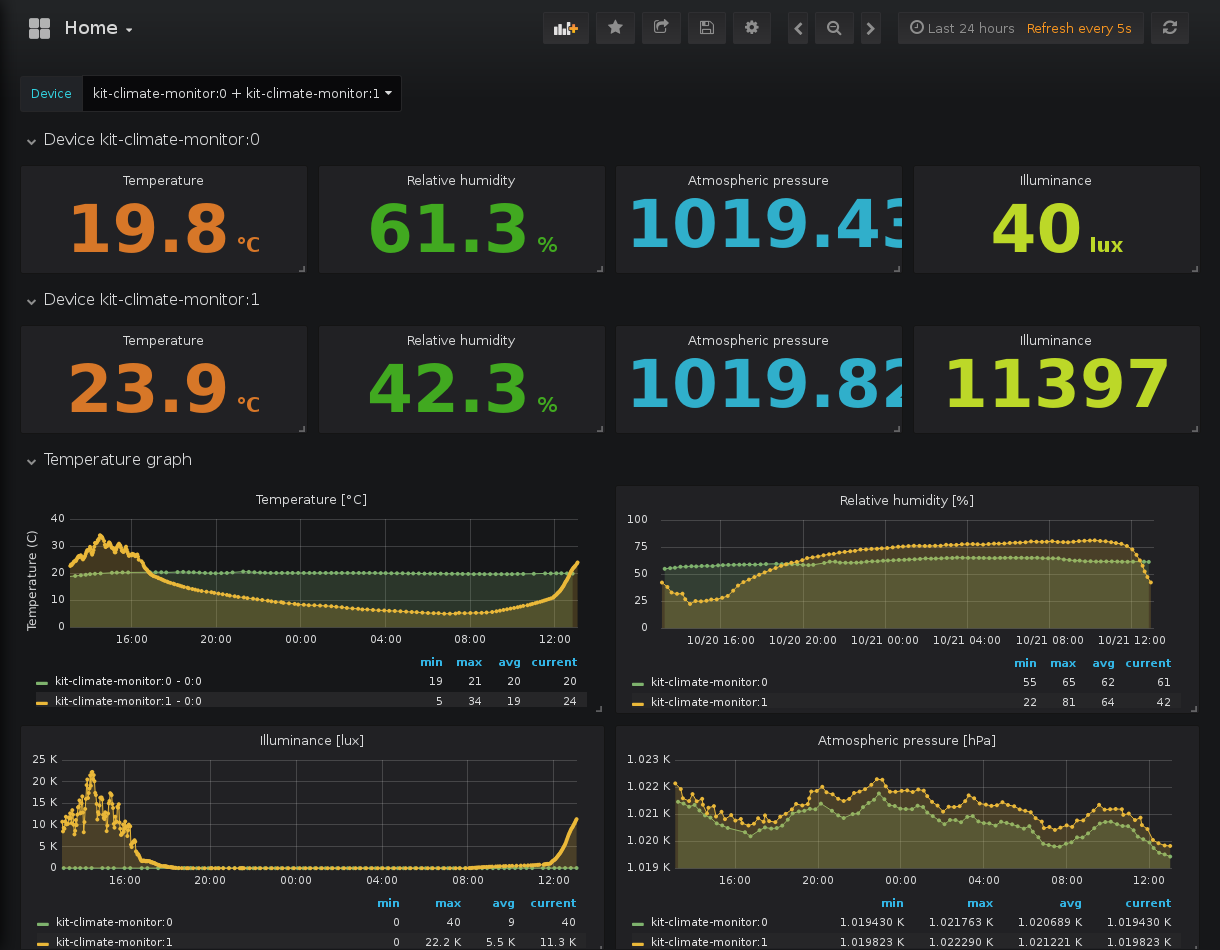 Home
Last 24 hours Refresh every 5s
Device kit-climate-monitor:0 + kit-climate-monitor:1
Device kit-climate-monitor:0
Temperature Relative humidity Atmospheric pressure Illuminance
19.8 °C 61.3 % 1019.43 40 lux
Device kit-climate-monitor:1
Temperature Relative humidity Atmospheric pressure Illuminance
23.9 °C 42.3 % 1019.82 11397
Temperature graph
Temperature [°C]
Temperature (C)
40
30
20
10
0
16:00 20:00 00:00 04:00 08:00 12:00
min max avg current
kit-climate-monitor:0 - 0:0 19 21 20 20
kit-climate-monitor:1 - 0:0 5 34 19 24
Relative humidity [%]
100
75
50
25
0
10/20 16:00 10/20 20:00 10/21 00:00 10/21 04:00 10/21 08:00 10/21 12:00
min max avg current
kit-climate-monitor:0 55 65 62 61
kit-climate-monitor:1 22 81 64 42
Illuminance [lux]
25 K
20 K
15 K
10 K
5 K
0
16:00 20:00 00:00 04:00 08:00 12:00
min max avg current
kit-climate-monitor:0 0 40 9 40
kit-climate-monitor:1 0 22.2 K 5.5 K 11.3 K
Atmospheric pressure [hPa]
1.023 K
1.022 K
1.021 K
1.020 K
1.019 K
16:00 20:00 00:00 04:00 08:00 12:00
min max avg current
kit-climate-monitor:0 1.019430 K 1.021763 K 1.020689 K 1.019430 K
kit-climate-monitor:1 1.019823 K 1.022290 K 1.021221 K 1.019823 K